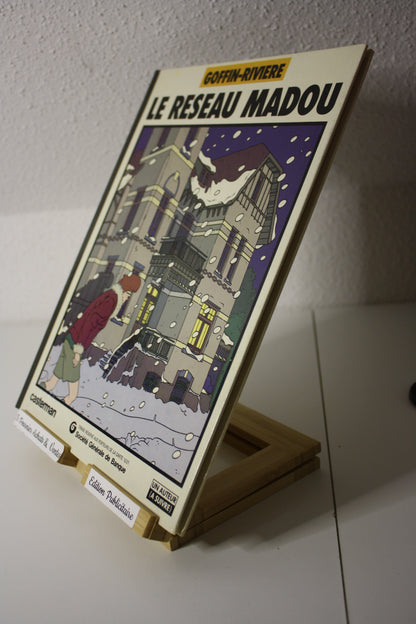 GOFFIN-RIVIERE
LE RESEAU MADOU
casterman
G
Société Générale de Banque
UN AUTEUR
(A SUIVRE)
Edition Publicitaire